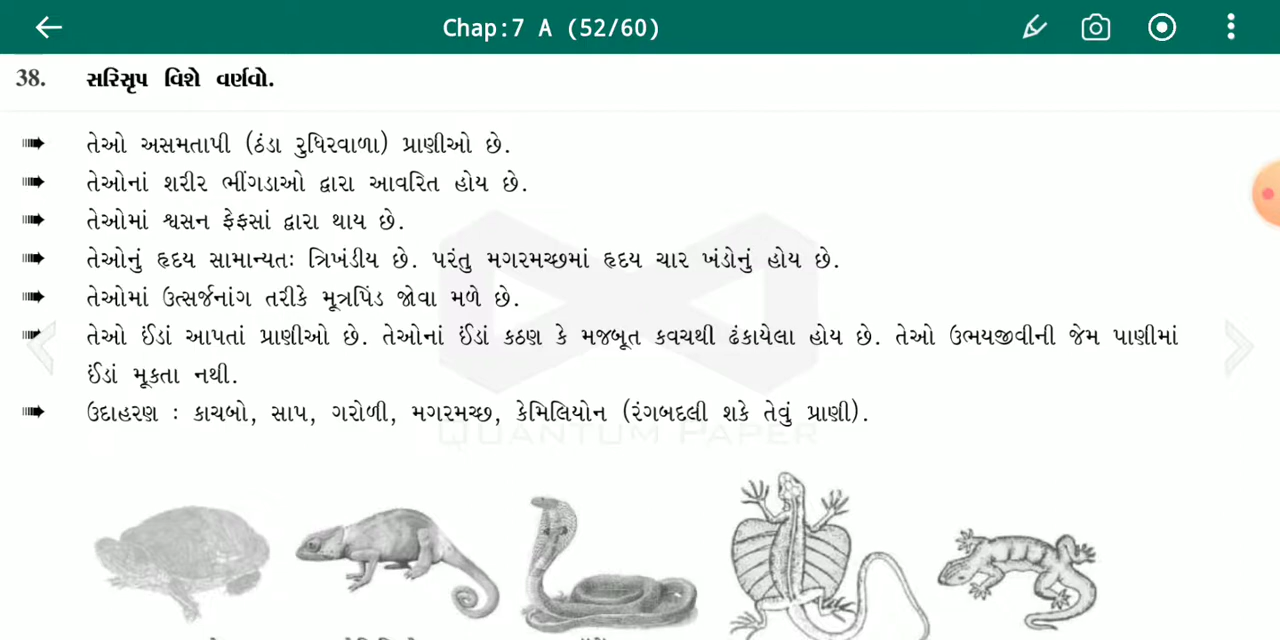 Chap:7 A (52/60)
38. સરિસૃપ વિશે વર્ણવો.
તેઓ અસમતાપી (ઠંડા રુધિરવાળા) પ્રાણીઓ છે.
તેઓનાં શરીર ભીંગડાઓ દ્વારા આવરિત હોય છે.
તેઓમાં શ્વસન ફેફસાં દ્વારા થાય છે.
તેઓનું હૃદય સામાન્યતઃ ત્રિખંડીય છે. પરંતુ મગરમચ્છમાં હૃદય ચાર ખંડોનું હોય છે.
તેઓમાં ઉત્સર્જનાંગ તરીકે મૂત્રપિંડ જોવા મળે છે.
તેઓ ઈંડાં આપતાં પ્રાણીઓ છે. તેઓનાં ઈંડાં કઠણ કે મજબૂત કવચથી ઢંકાયેલા હોય છે. તેઓ ઉભયજીવીની જેમ પાણીમાં
ઈંડાં મૂકતા નથી.
ઉદાહરણ : કાચબો, સાપ, ગરોળી, મગરમચ્છ, કેમિલિયોન (રંગબદલી શકે તેવું પ્રાણી).
QUANTUM PAPER